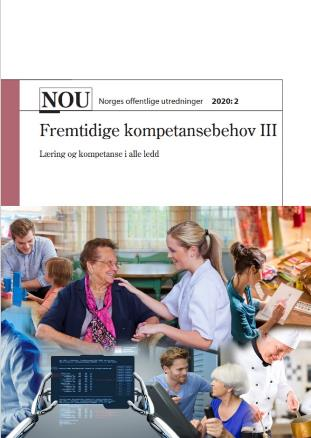 NOU Norges offentlige utredninger 2020: 2
Fremtidige kompetansebehov III
Læring og kompetanse i alle ledd